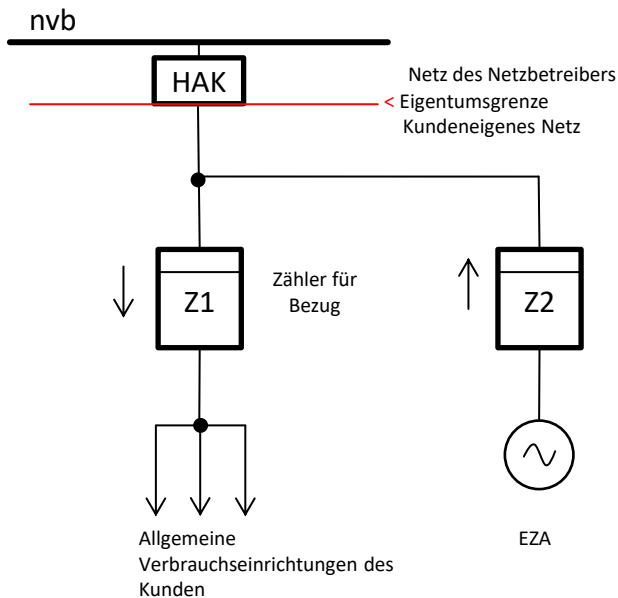 nvb
HAK
Netz des Netzbetreibers
< Eigentumsgrenze
Kundeneigenes Netz
Z1
Zähler für
Bezug
Z2
Allgemeine
Verbrauchseinrichtungen des
Kunden
EZA